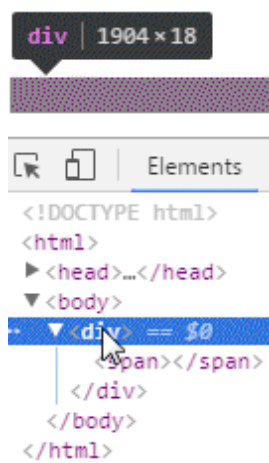 div | 1904 × 18
Elements
<!DOCTYPE html>
<html>
▶<head>…</head>
▼<body>
•• ▼<div> == $0
<span></span>
</div>
</body>
</html>